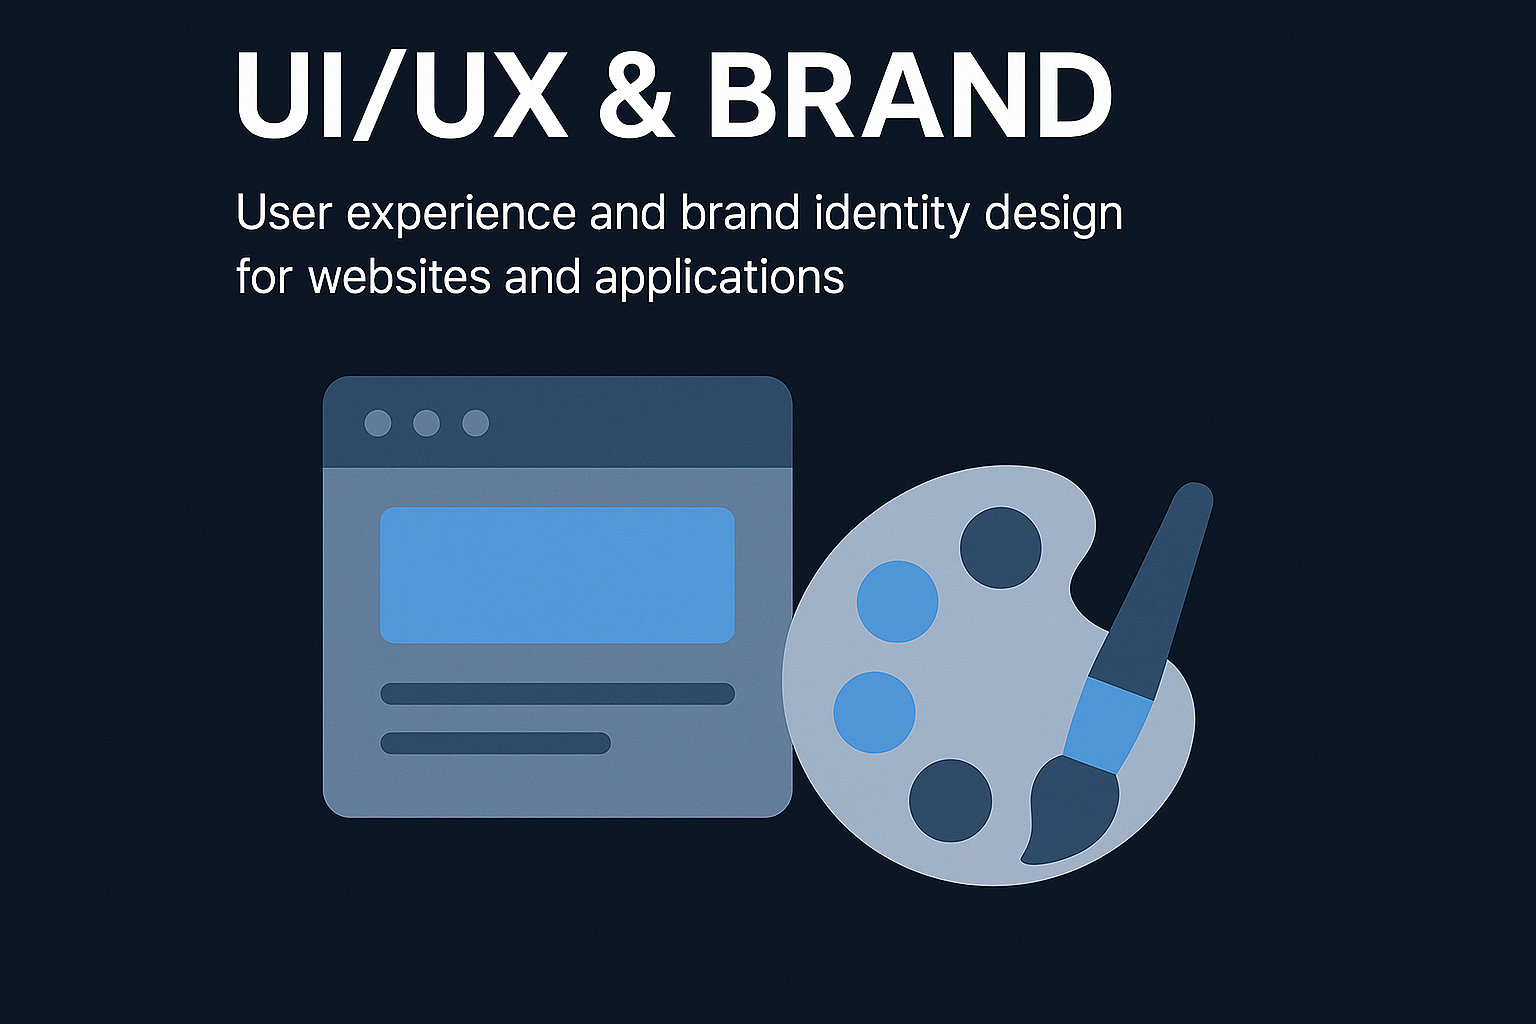 UI/UX & BRAND
User experience and brand identity design
for websites and applications